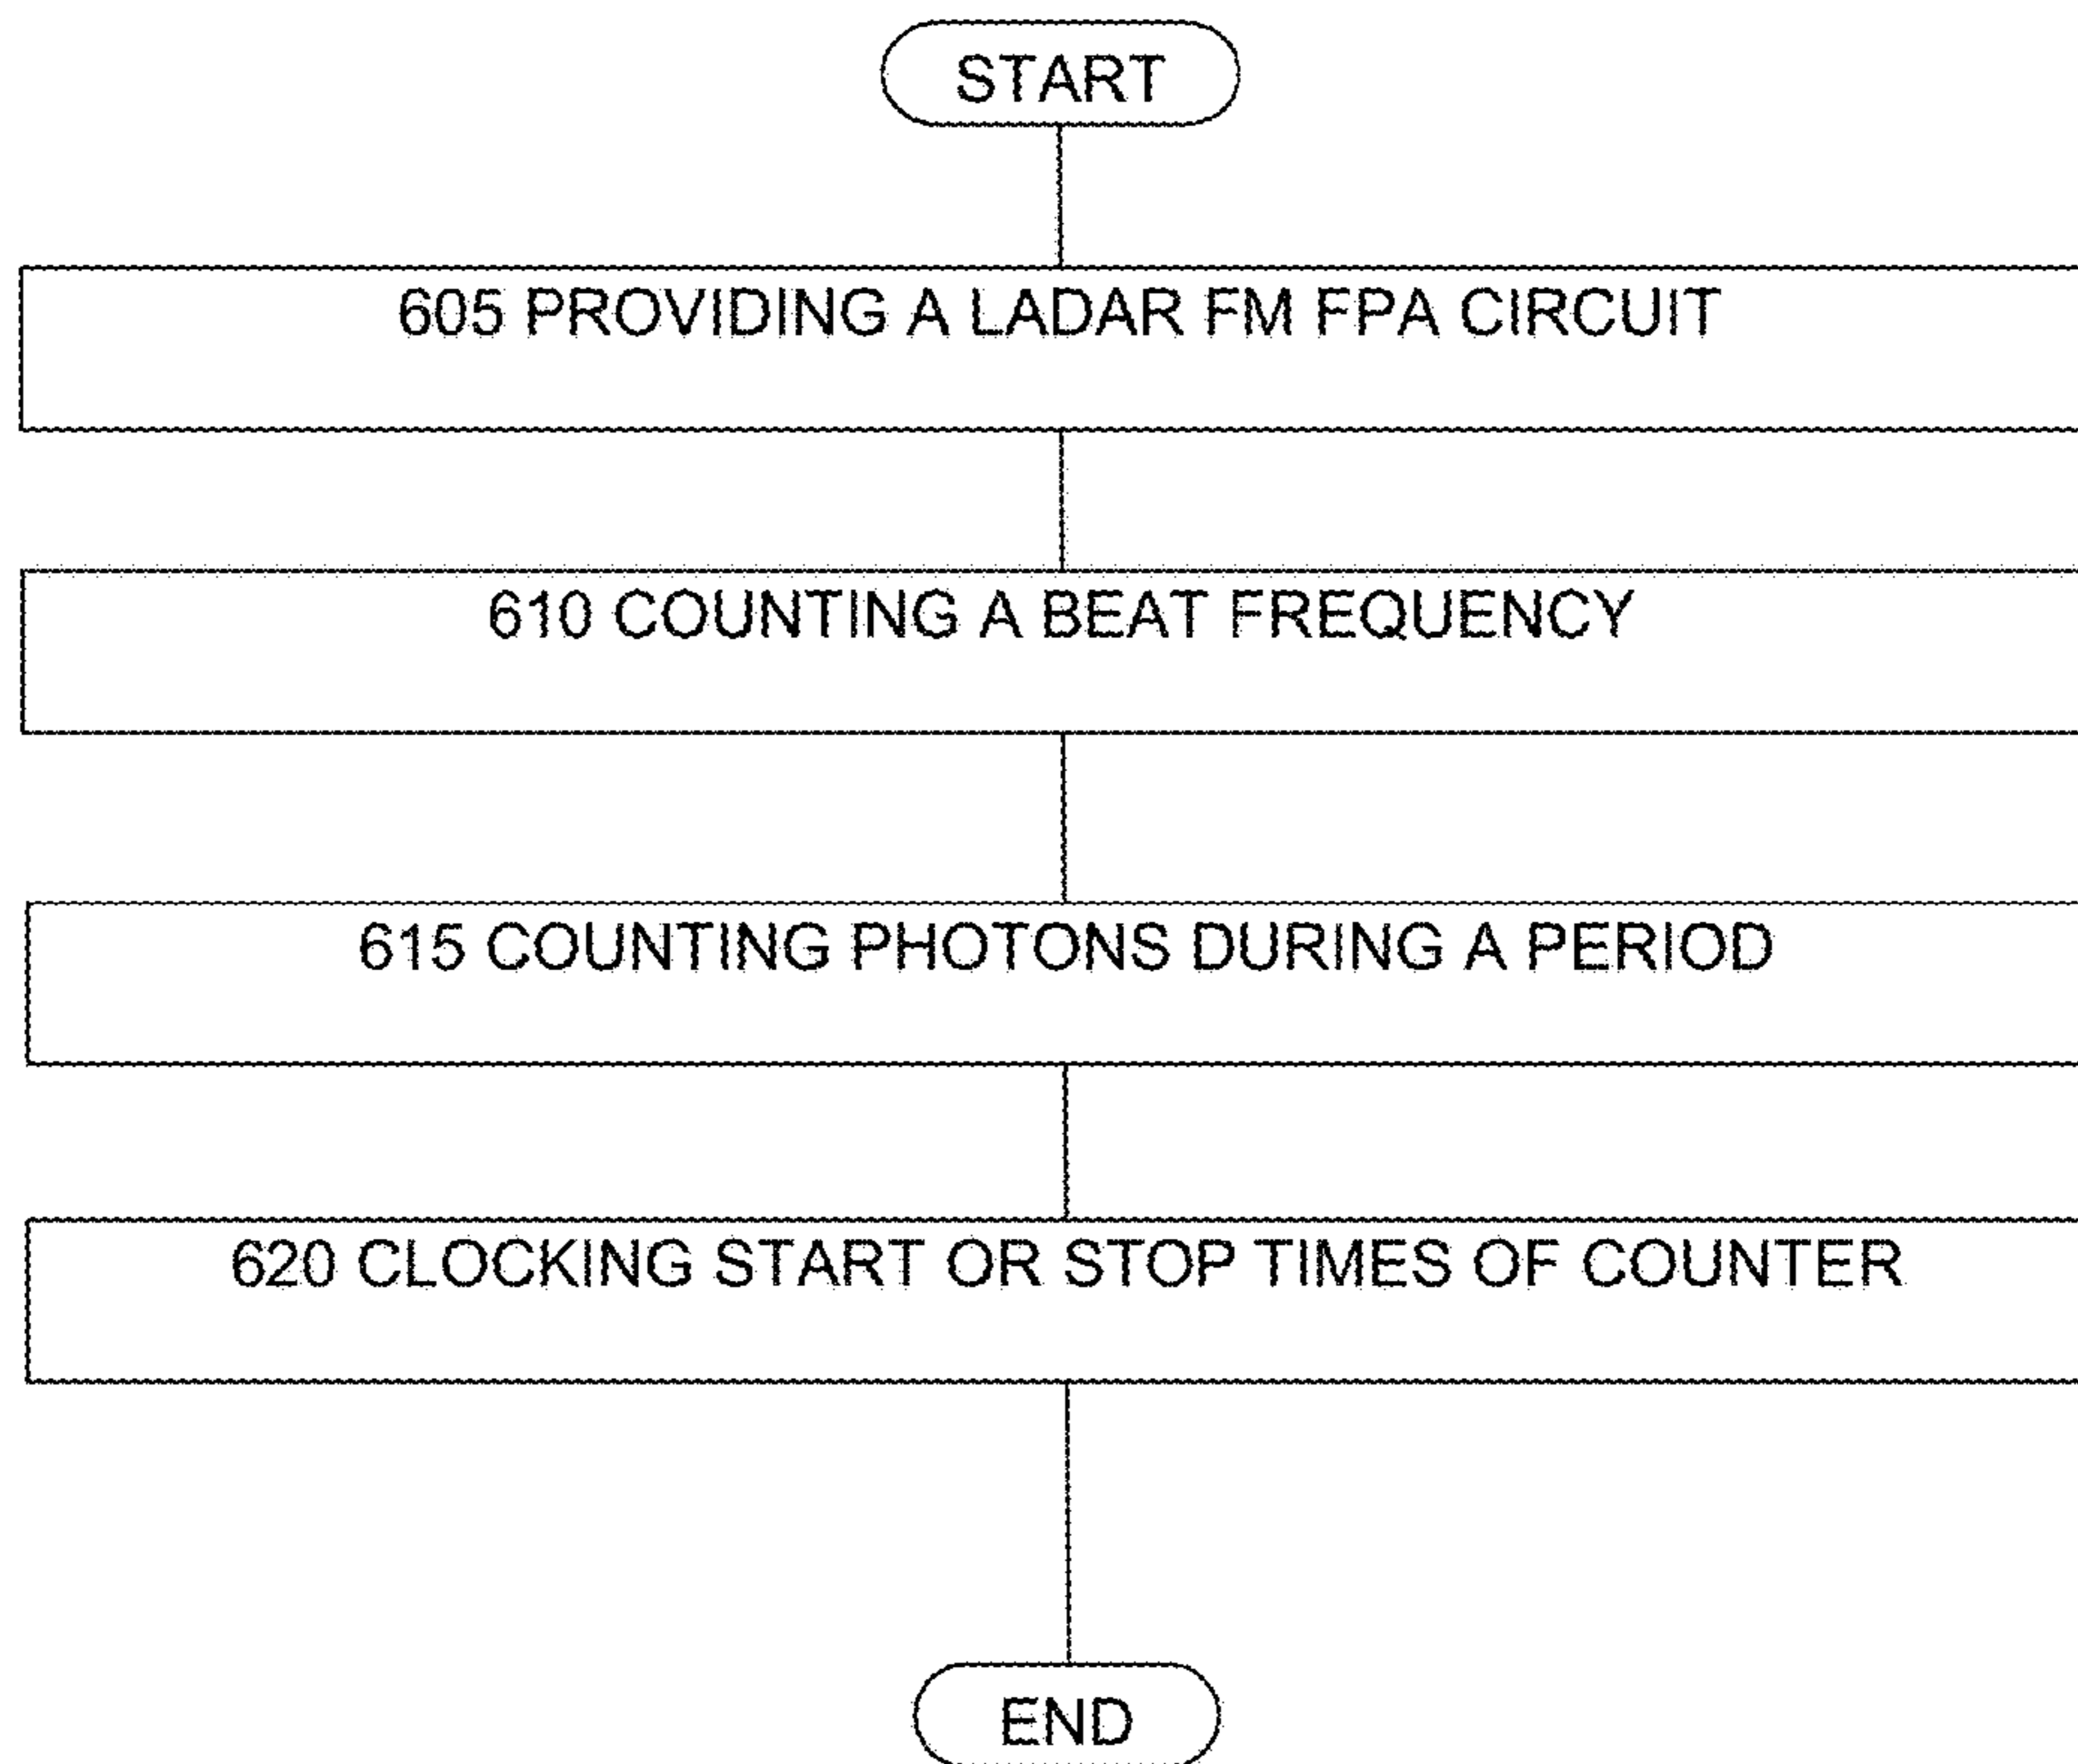 START
605 PROVIDING A LADAR FM FPA CIRCUIT
610 COUNTING A BEAT FREQUENCY
615 COUNTING PHOTONS DURING A PERIOD
620 CLOCKING START OR STOP TIMES OF COUNTER
END